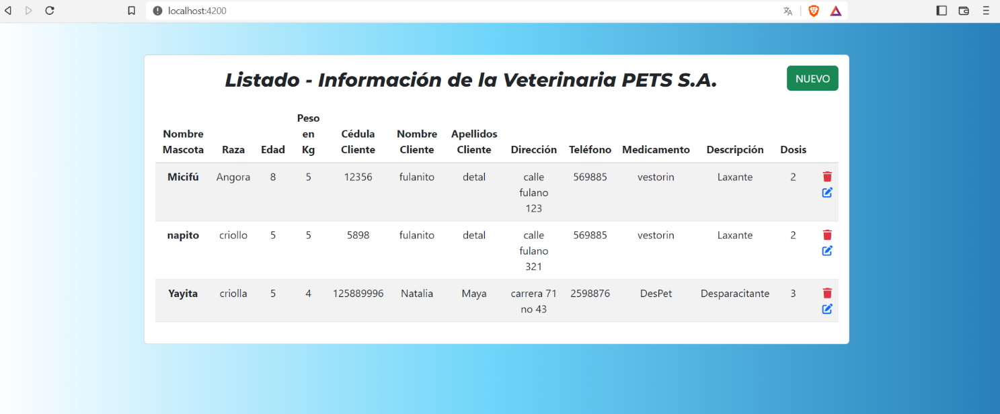 localhost:4200
Listado - Información de la Veterinaria PETS S.A.
NUEVO
Nombre Mascota Raza Edad Peso en Kg Cédula Cliente Nombre Cliente Apellidos Cliente Dirección Teléfono Medicamento Descripción Dosis
Micifú Angora 8 5 12356 fulanito detal calle fulano 123 569885 vestorin Laxante 2
napito criollo 5 5 5898 fulanito detal calle fulano 321 569885 vestorin Laxante 2
Yayita criolla 5 4 125889996 Natalia Maya carrera 71 no 43 2598876 DesPet Desparacitante 3